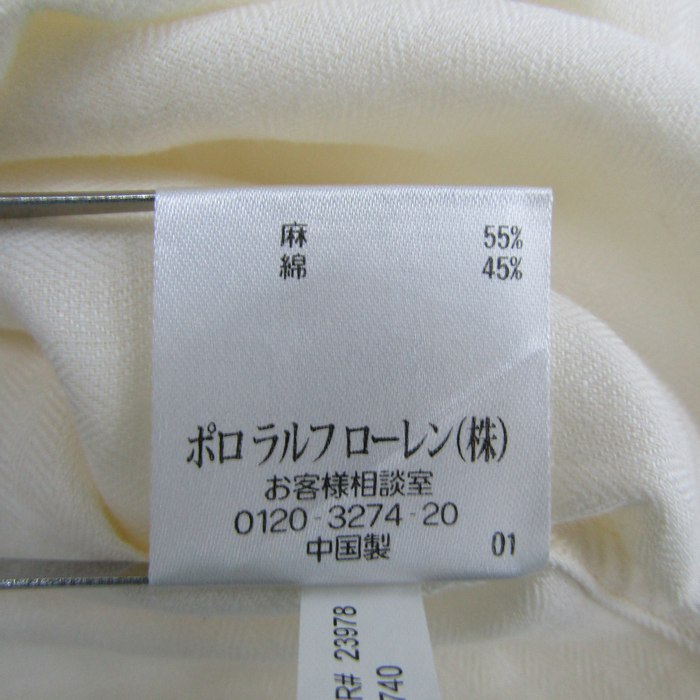 麻 55%
綿 45%
ポロ ラルフ ローレン(株)
お客様相談室
0120-3274-20
中国製 01
R# 23978
740